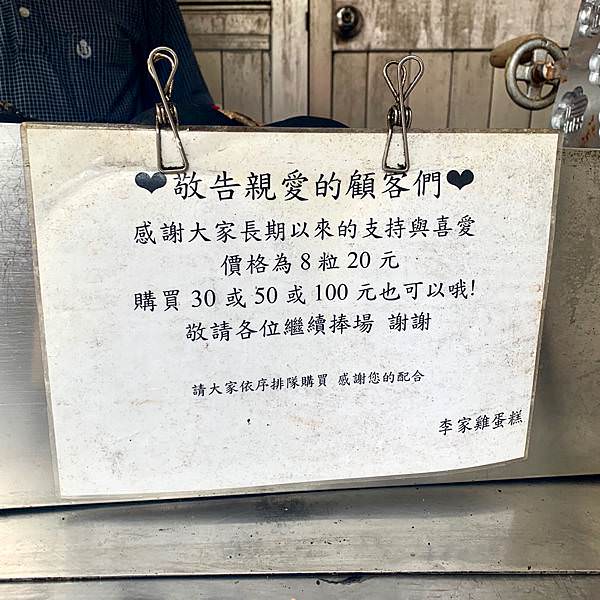 ❤敬告親愛的顧客們❤
感謝大家長期以來的支持與喜愛
價格為 8 粒 20 元
購買 30 或 50 或 100 元也可以哦!
敬請各位繼續捧場 謝謝
請大家依序排隊購買 感謝您的配合
李家雞蛋糕